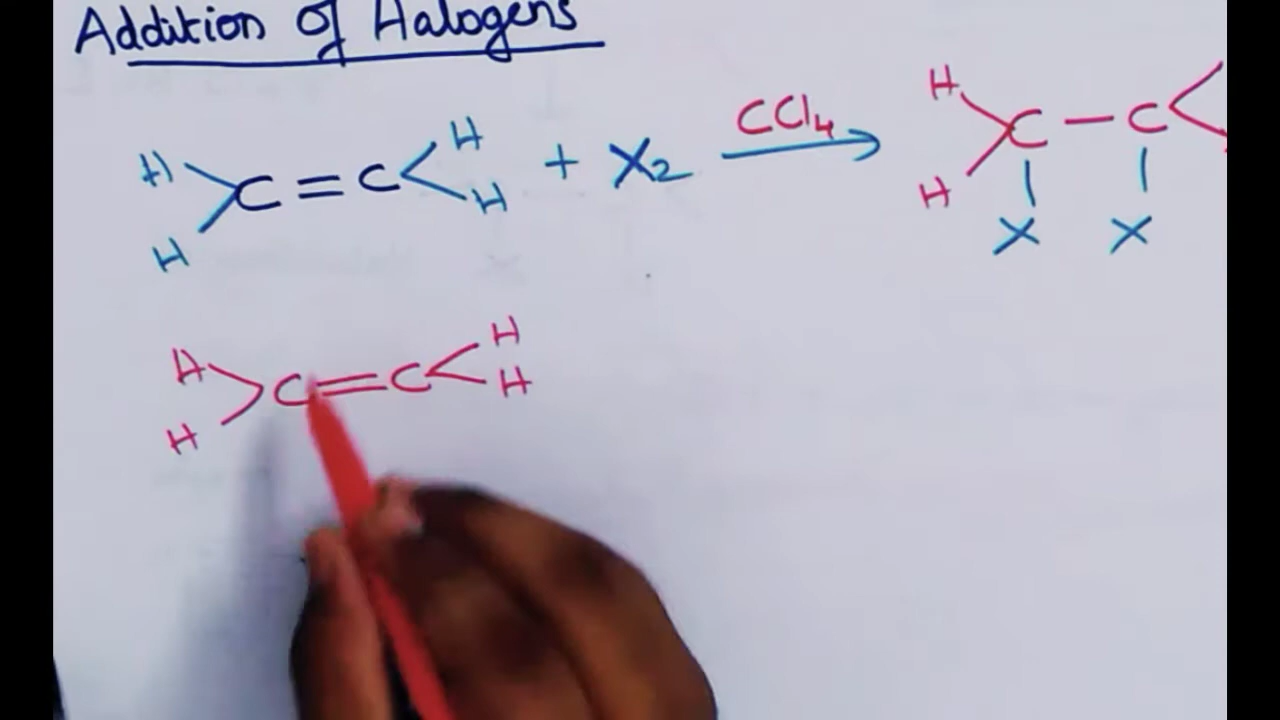 Addition of Halogens
H H C = C H H + X2 CCl4 H H C - C X X
H H C = C H H